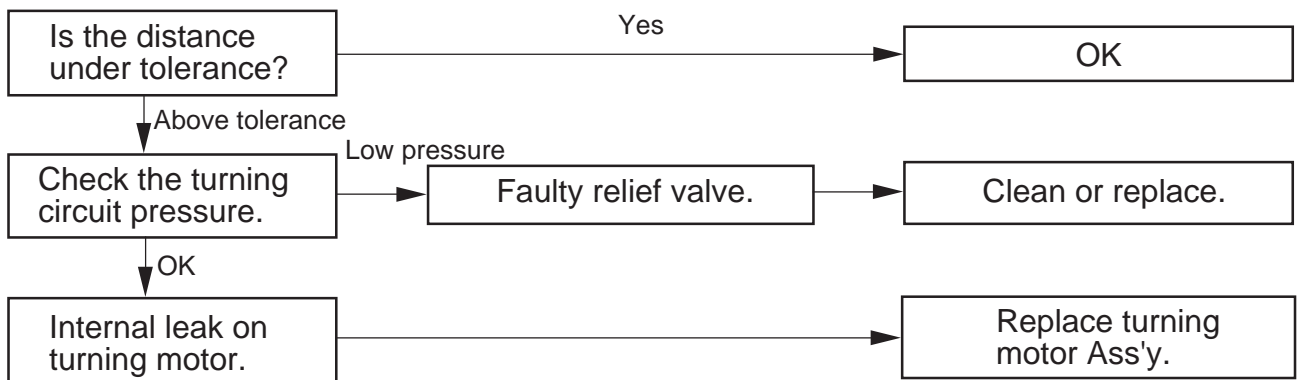 Is the distance
under tolerance?
Yes
OK
Above tolerance
Check the turning
circuit pressure.
Low pressure
Faulty relief valve.
Clean or replace.
OK
Internal leak on
turning motor.
Replace turning
motor Ass'y.